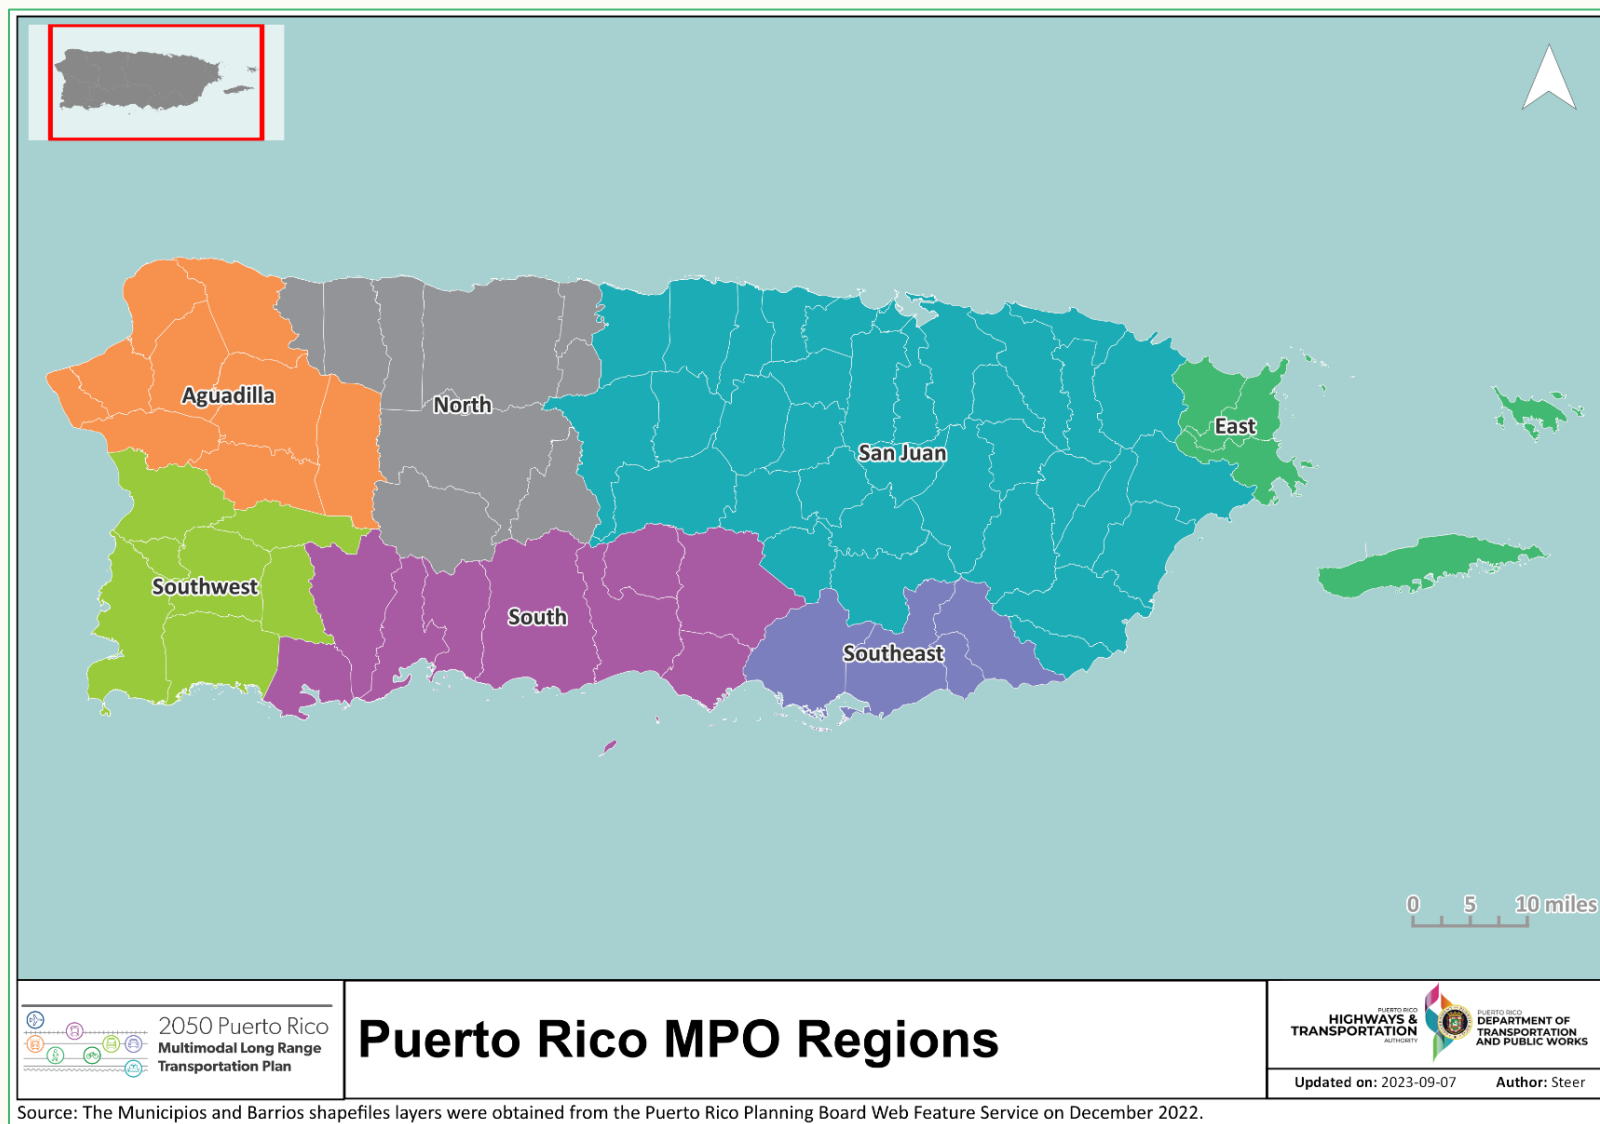 Aguadilla
North
San Juan
East
Southwest
South
Southeast
0 5 10 miles
2050 Puerto Rico
Multimodal Long Range
Transportation Plan
Puerto Rico MPO Regions
PUERTO RICO
HIGHWAYS &
TRANSPORTATION
AUTHORITY
PUERTO RICO
DEPARTMENT OF
TRANSPORTATION
AND PUBLIC WORKS
Updated on: 2023-09-07 Author: Steer
Source: The Municipios and Barrios shapefiles layers were obtained from the Puerto Rico Planning Board Web Feature Service on December 2022.